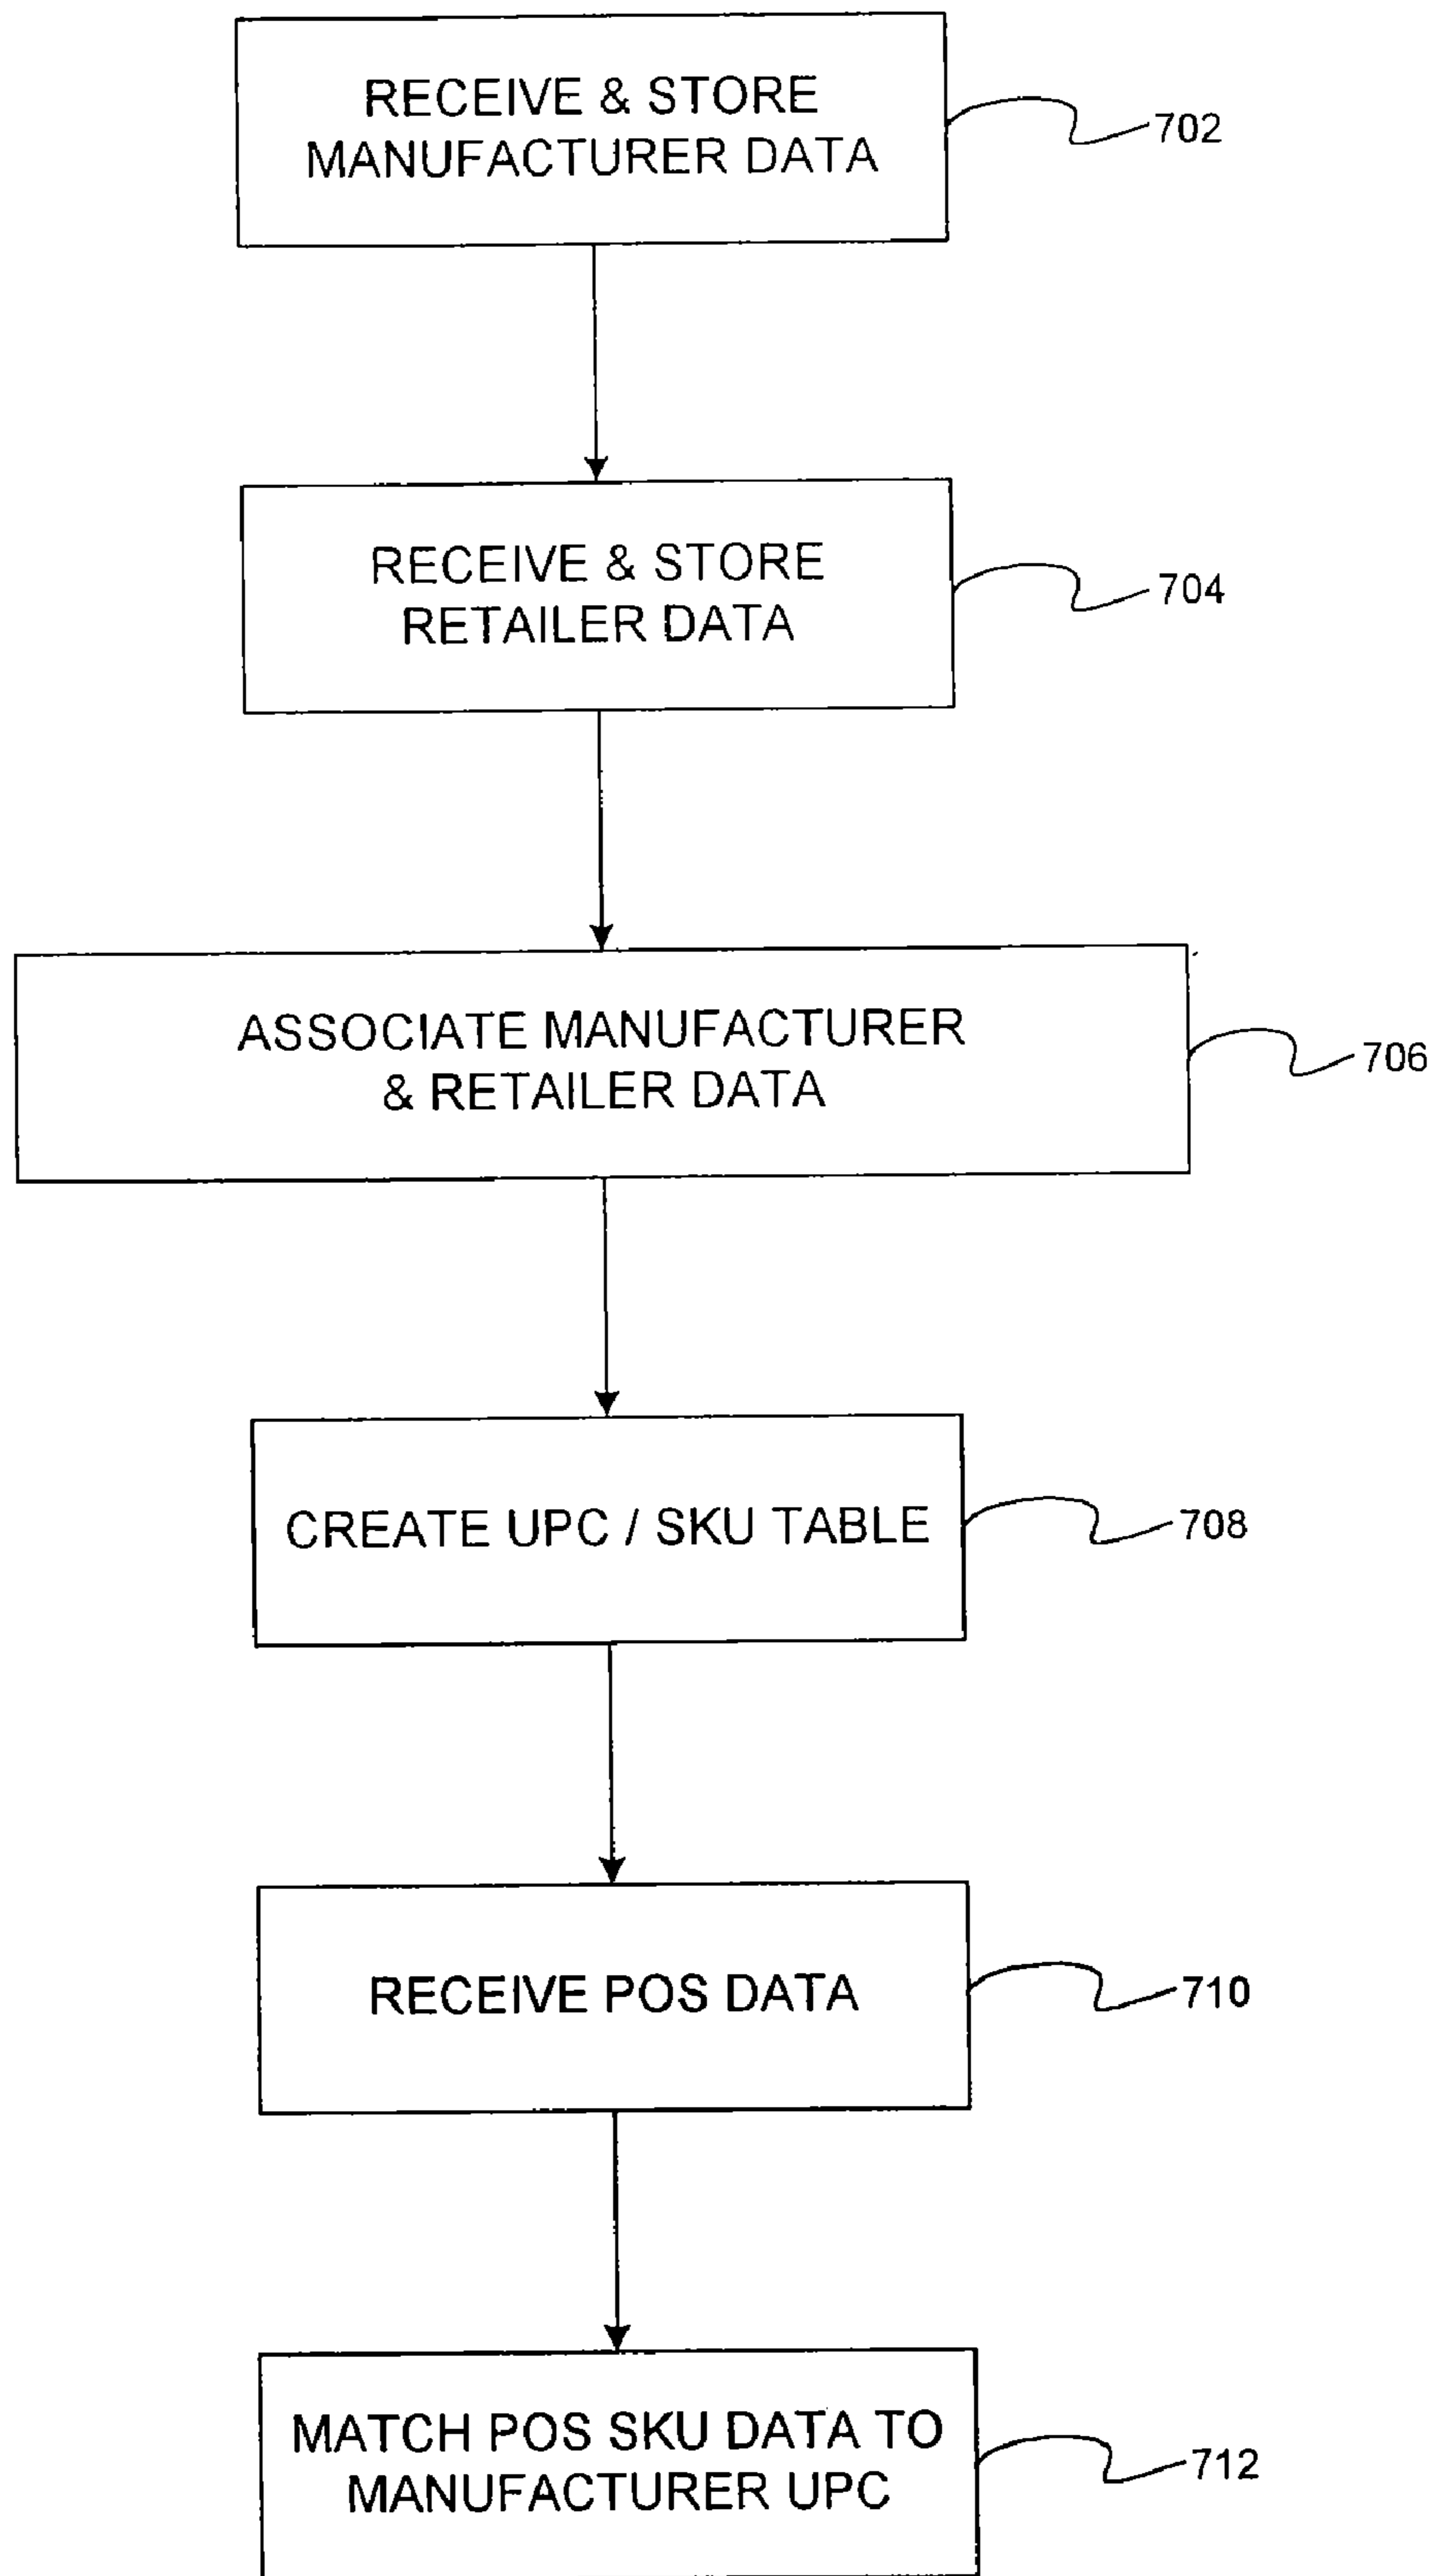 RECEIVE & STORE
MANUFACTURER DATA
702
RECEIVE & STORE
RETAILER DATA
704
ASSOCIATE MANUFACTURER
& RETAILER DATA
706
CREATE UPC / SKU TABLE
708
RECEIVE POS DATA
710
MATCH POS SKU DATA TO
MANUFACTURER UPC
712